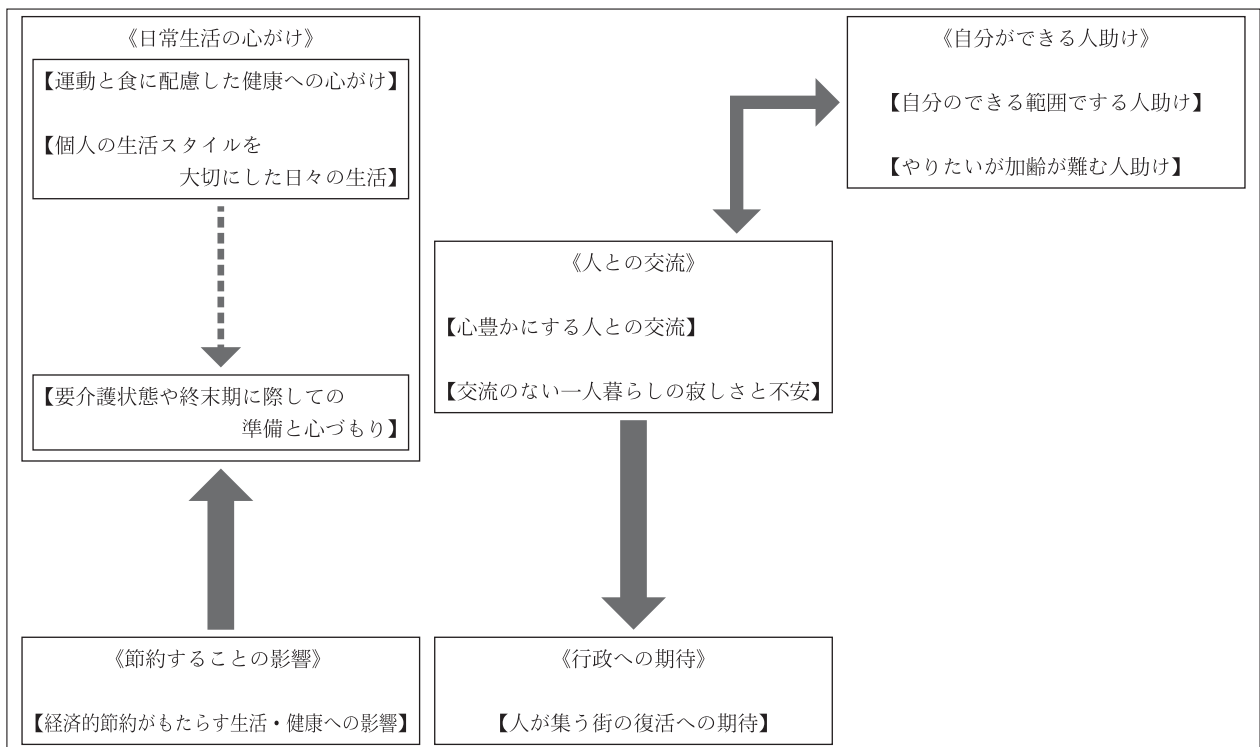 《日常生活の心がけ》
【運動と食に配慮した健康への心がけ】
【個人の生活スタイルを
大切にした日々の生活】
【要介護状態や終末期に際しての
準備と心づもり】
《節約することの影響》
【経済的節約がもたらす生活・健康への影響】
《自分ができる人助け》
【自分のできる範囲でする人助け】
【やりたいが加齢が難む人助け】
《人との交流》
【心豊かにする人との交流】
【交流のない一人暮らしの寂しさと不安】
《行政への期待》
【人が集う街の復活への期待】